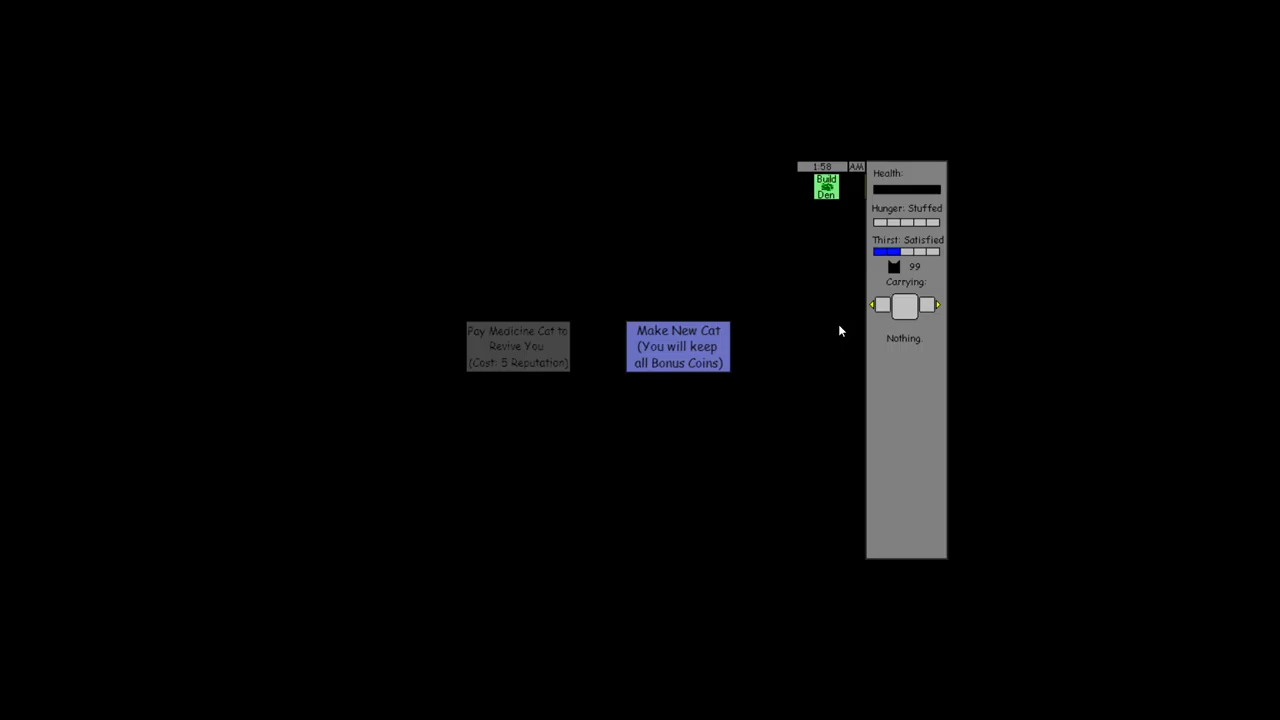 1:58 AM
Build
Den
Health:
Hunger: Stuffed
Thirst: Satisfied
99
Carrying:
Nothing.
Pay Medicine Cat to
Revive You
(Cost: 5 Reputation)
Make New Cat
(You will keep
all Bonus Coins)